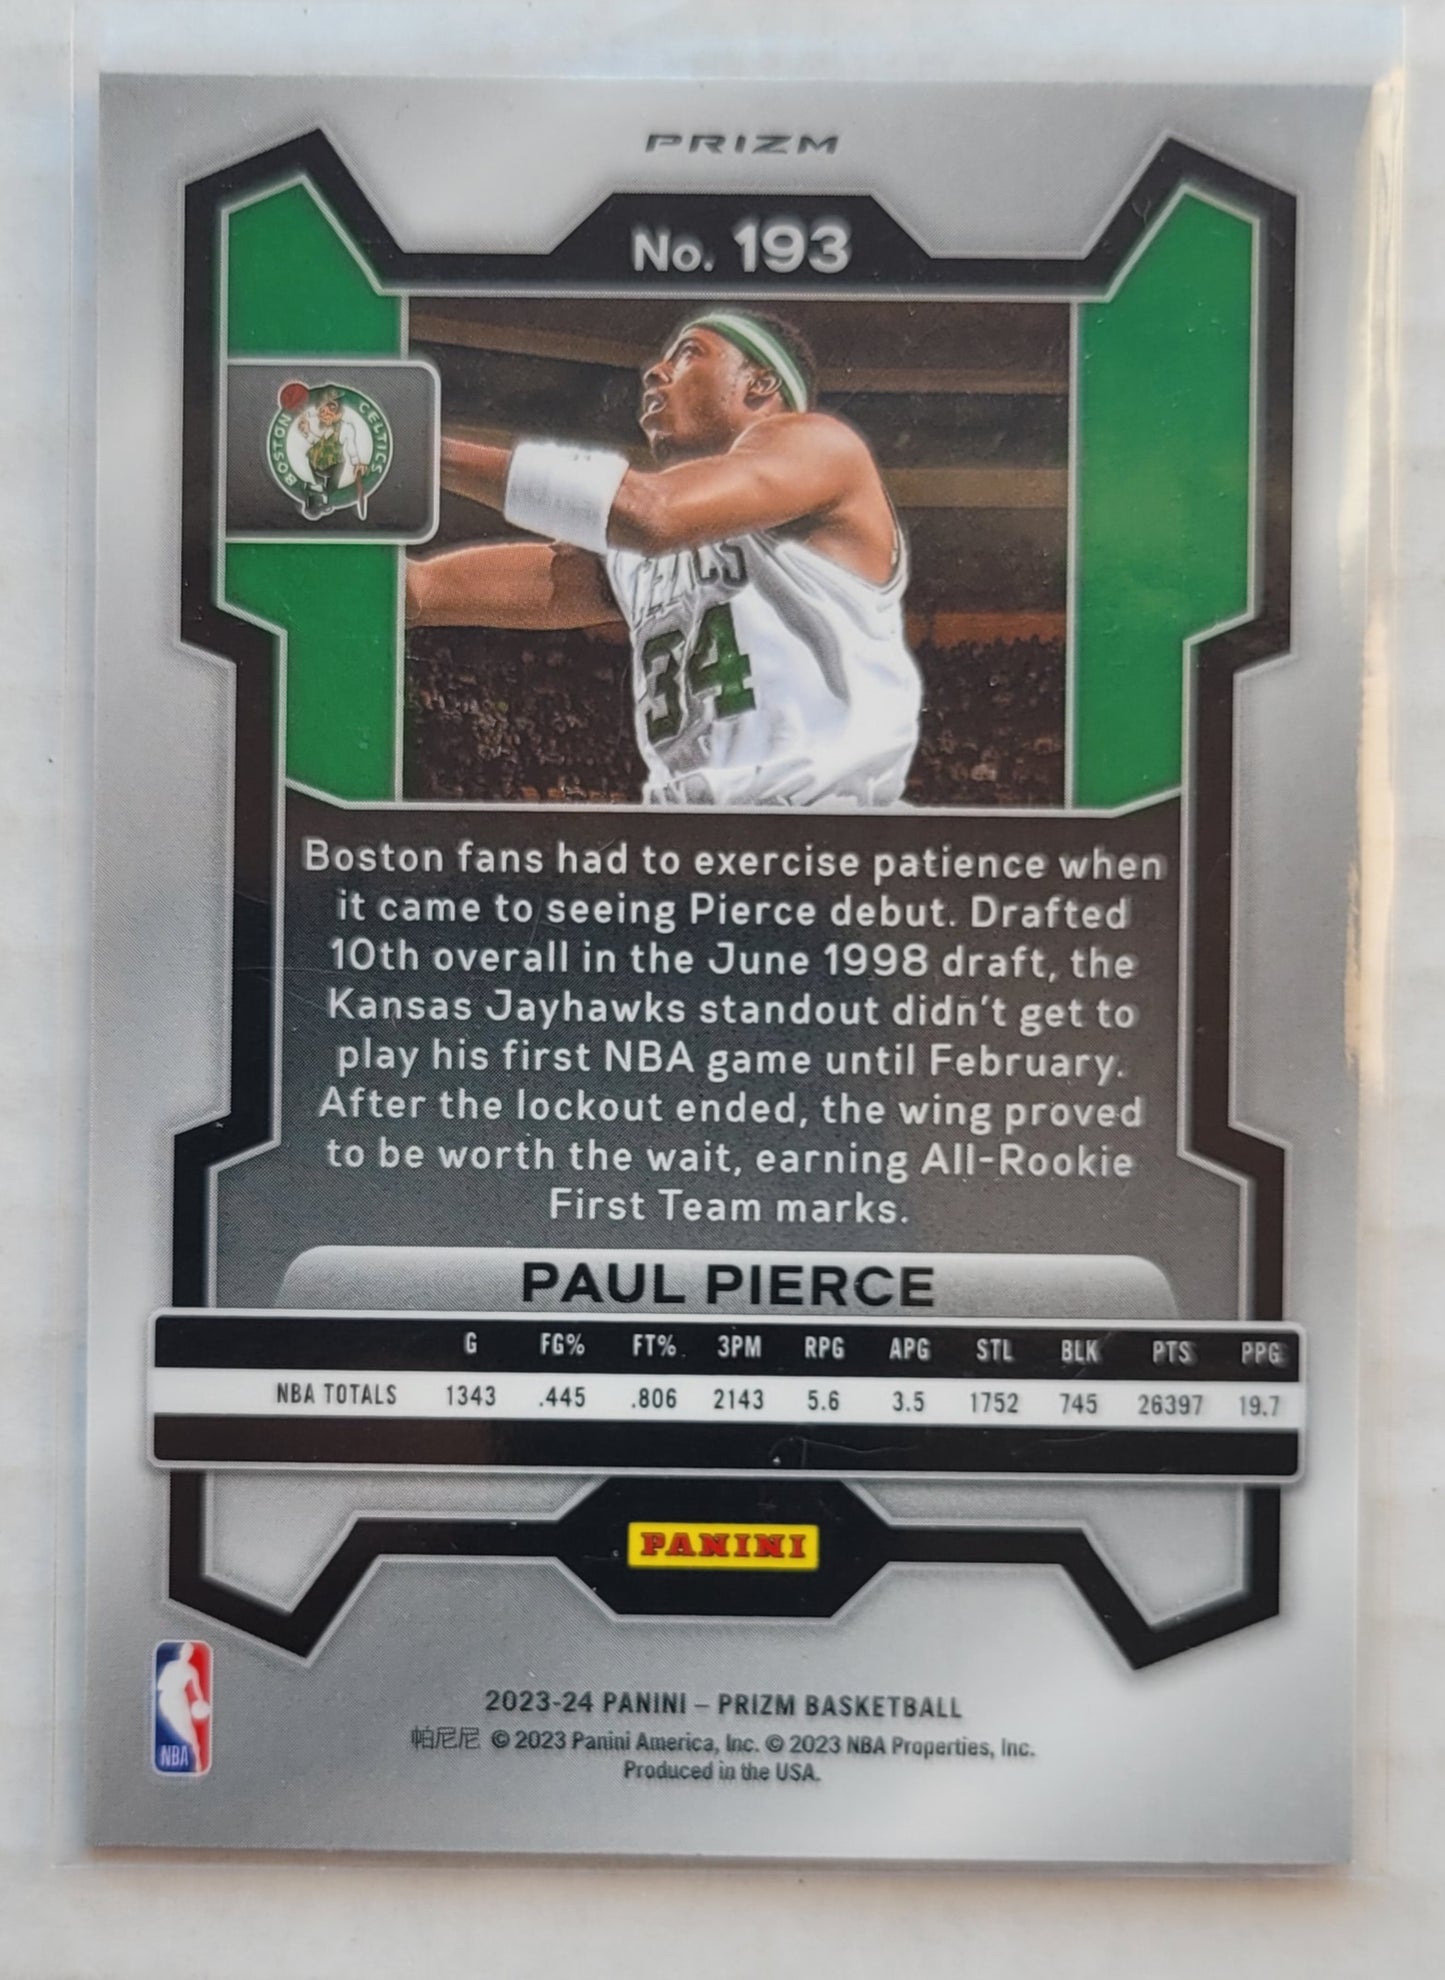 PRIZM
No. 193
BOSTON CELTICS
CELTICS
34
Boston fans had to exercise patience when
it came to seeing Pierce debut. Drafted
10th overall in the June 1998 draft, the
Kansas Jayhawks standout didn't get to
play his first NBA game until February.
After the lockout ended, the wing proved
to be worth the wait, earning All-Rookie
First Team marks.
PAUL PIERCE
G FG% FT% 3PM RPG APG STL BLK PTS PPG
NBA TOTALS 1343 .445 .806 2143 5.6 3.5 1752 745 26397 19.7
PANINI
2023-24 PANINI – PRIZM BASKETBALL
帕尼尼 © 2023 Panini America, Inc. © 2023 NBA Properties, Inc.
Produced in the USA.
NBA